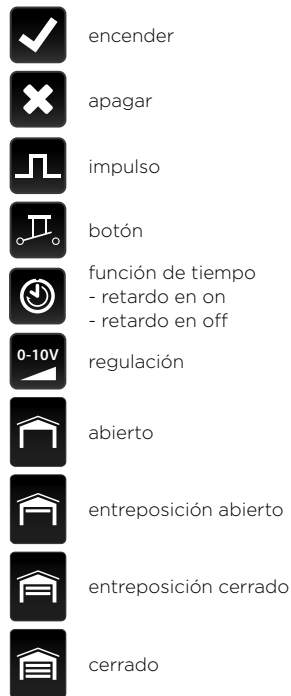 encender
apagar
impulso
botón
función de tiempo
- retardo en on
- retardo en off
0-10V
regulación
abierto
entreposición abierto
entreposición cerrado
cerrado